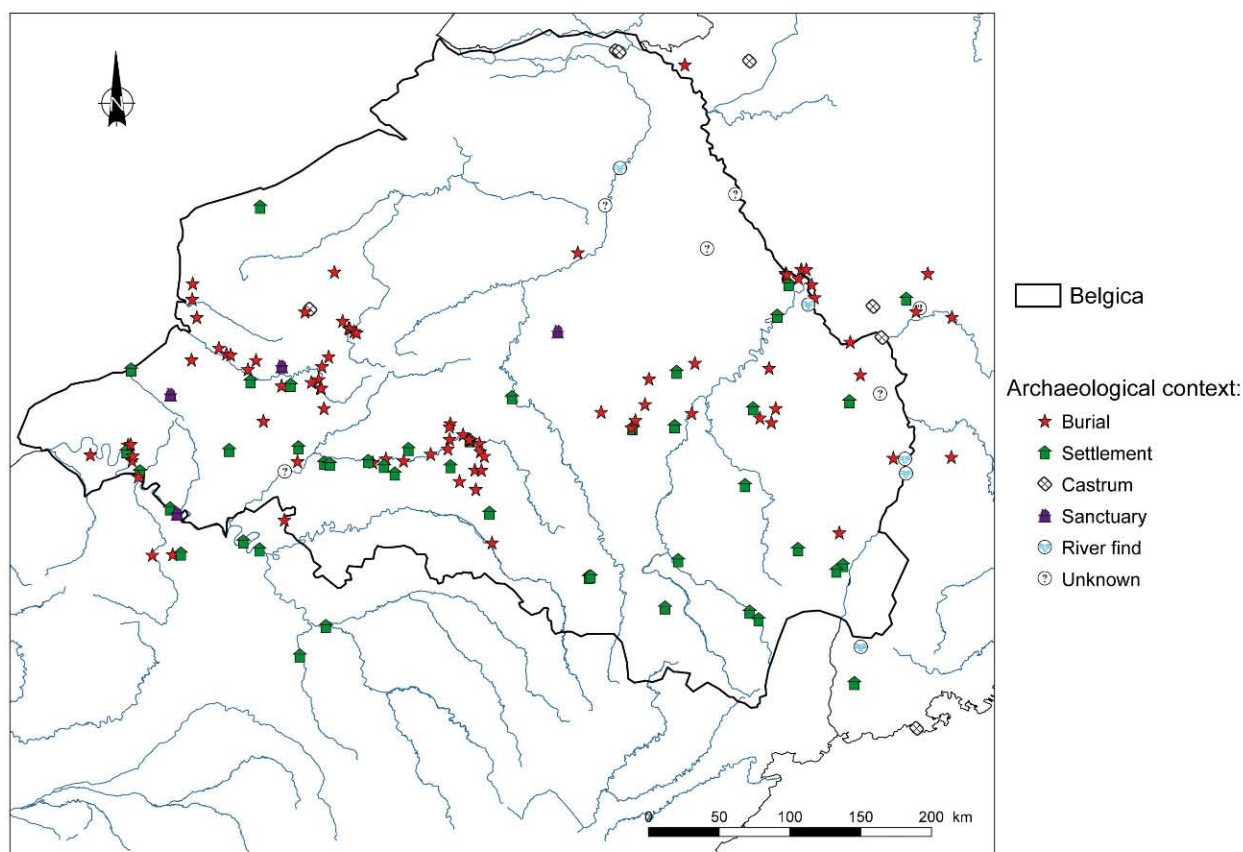 N
Belgica
Archaeological context:
Burial
Settlement
Castrum
Sanctuary
River find
? Unknown
0 50 100 150 200 km